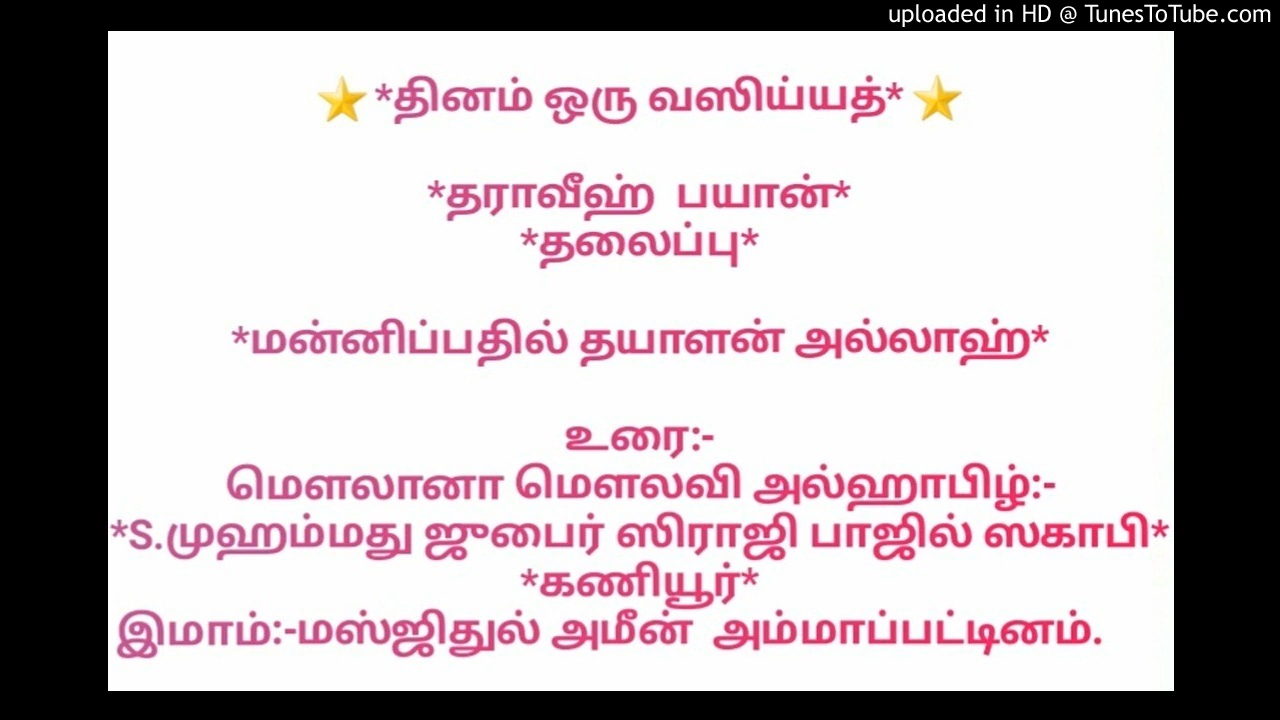 uploaded in HD @ TunesToTube.com
⭐*தினம் ஒரு வஸிய்யத்*⭐
*தராவீஹ் பயான்*
*தலைப்பு*
*மன்னிப்பதில் தயாளன் அல்லாஹ்*
உரை:-
மௌலானா மௌலவி அல்ஹாபிழ்:-
*S.முஹம்மது ஜுபைர் ஸிராஜி பாஜில் ஸகாபி*
*கணியூர்*
இமாம்:-மஸ்ஜிதுல் அமீன் அம்மாப்பட்டினம்.